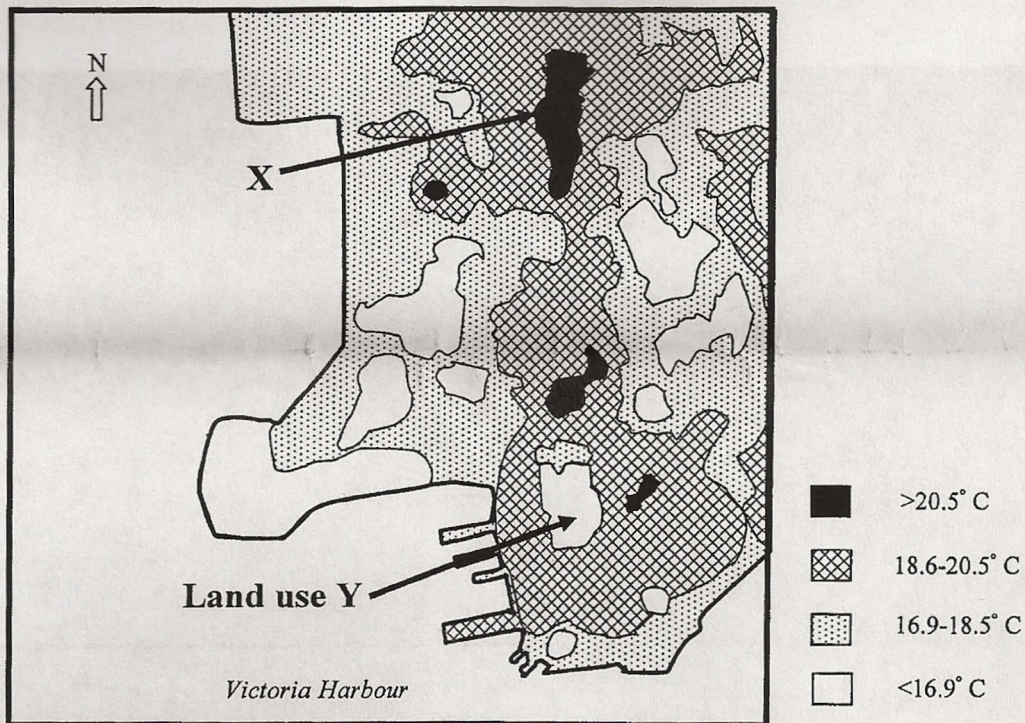 N
X
Land use Y
Victoria Harbour
>20.5° C
18.6-20.5° C
16.9-18.5° C
<16.9° C